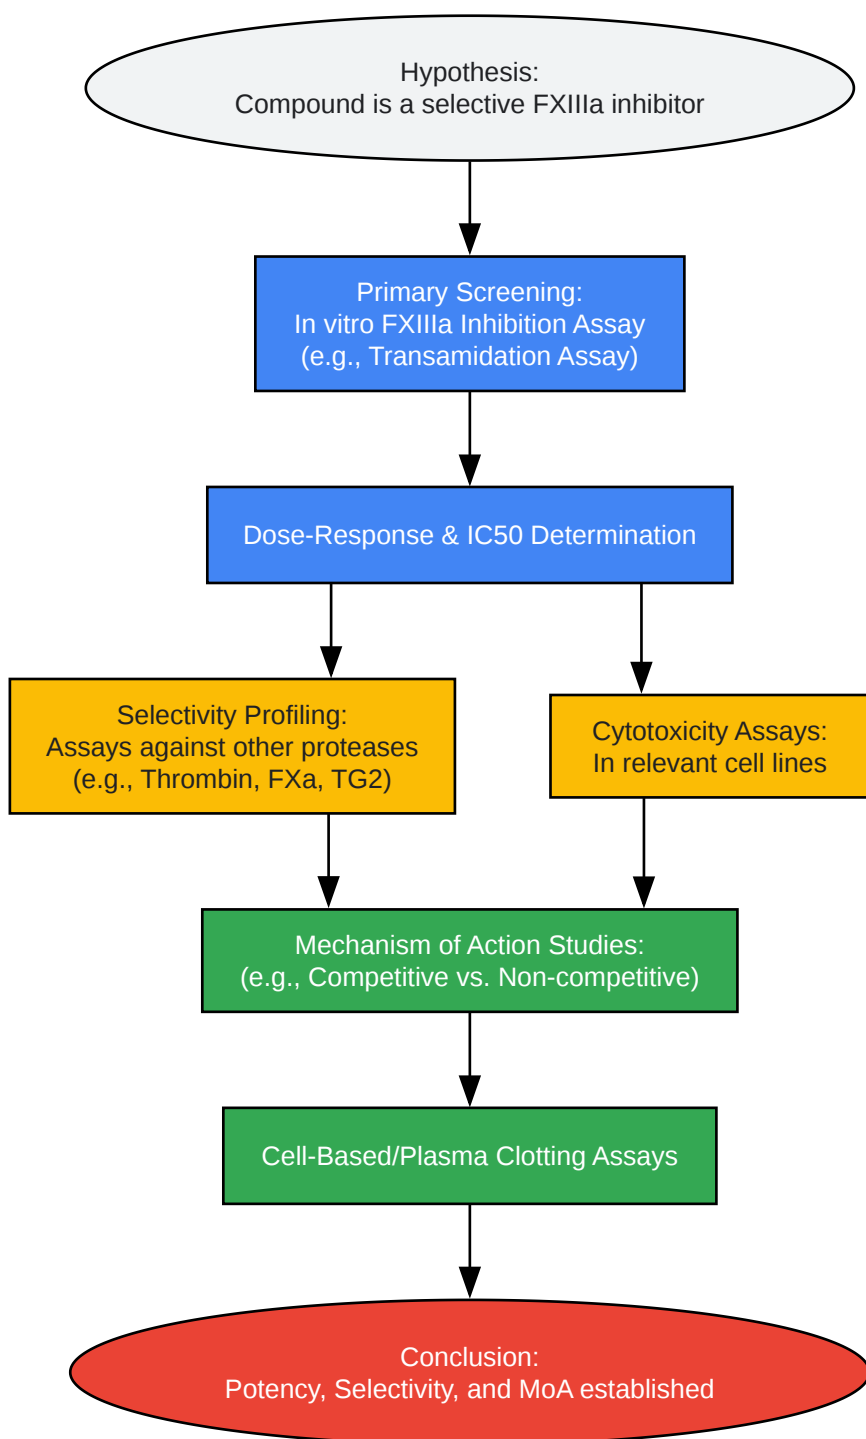 Hypothesis:
Compound is a selective FXIIIa inhibitor
Primary Screening:
In vitro FXIIIa Inhibition Assay
(e.g., Transamidation Assay)
Dose-Response & IC50 Determination
Selectivity Profiling:
Assays against other proteases
(e.g., Thrombin, FXa, TG2)
Cytotoxicity Assays:
In relevant cell lines
Mechanism of Action Studies:
(e.g., Competitive vs. Non-competitive)
Cell-Based/Plasma Clotting Assays
Conclusion:
Potency, Selectivity, and MoA established